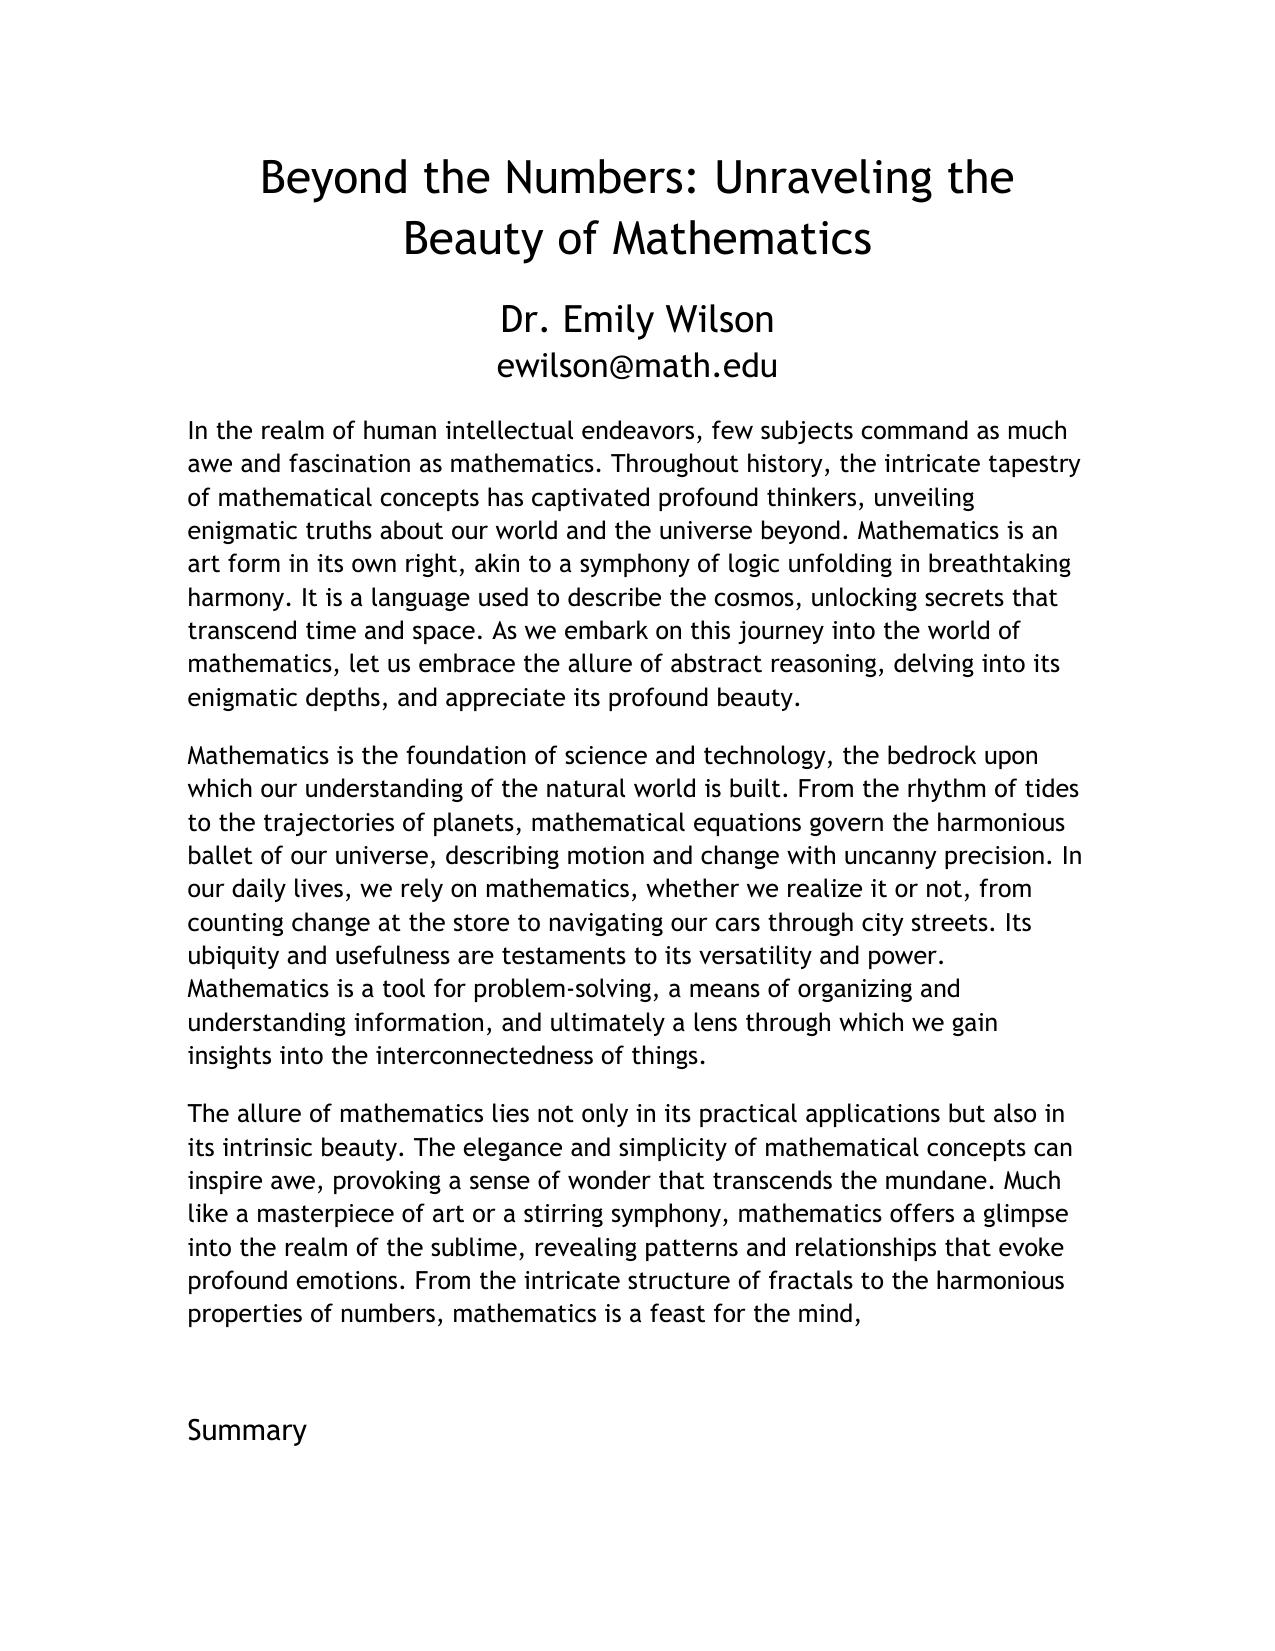 Beyond the Numbers: Unraveling the
Beauty of Mathematics
Dr. Emily Wilson
ewilson@math.edu
In the realm of human intellectual endeavors, few subjects command as much
awe and fascination as mathematics. Throughout history, the intricate tapestry
of mathematical concepts has captivated profound thinkers, unveiling
enigmatic truths about our world and the universe beyond. Mathematics is an
art form in its own right, akin to a symphony of logic unfolding in breathtaking
harmony. It is a language used to describe the cosmos, unlocking secrets that
transcend time and space. As we embark on this journey into the world of
mathematics, let us embrace the allure of abstract reasoning, delving into its
enigmatic depths, and appreciate its profound beauty.
Mathematics is the foundation of science and technology, the bedrock upon
which our understanding of the natural world is built. From the rhythm of tides
to the trajectories of planets, mathematical equations govern the harmonious
ballet of our universe, describing motion and change with uncanny precision. In
our daily lives, we rely on mathematics, whether we realize it or not, from
counting change at the store to navigating our cars through city streets. Its
ubiquity and usefulness are testaments to its versatility and power.
Mathematics is a tool for problem-solving, a means of organizing and
understanding information, and ultimately a lens through which we gain
insights into the interconnectedness of things.
The allure of mathematics lies not only in its practical applications but also in
its intrinsic beauty. The elegance and simplicity of mathematical concepts can
inspire awe, provoking a sense of wonder that transcends the mundane. Much
like a masterpiece of art or a stirring symphony, mathematics offers a glimpse
into the realm of the sublime, revealing patterns and relationships that evoke
profound emotions. From the intricate structure of fractals to the harmonious
properties of numbers, mathematics is a feast for the mind,
Summary